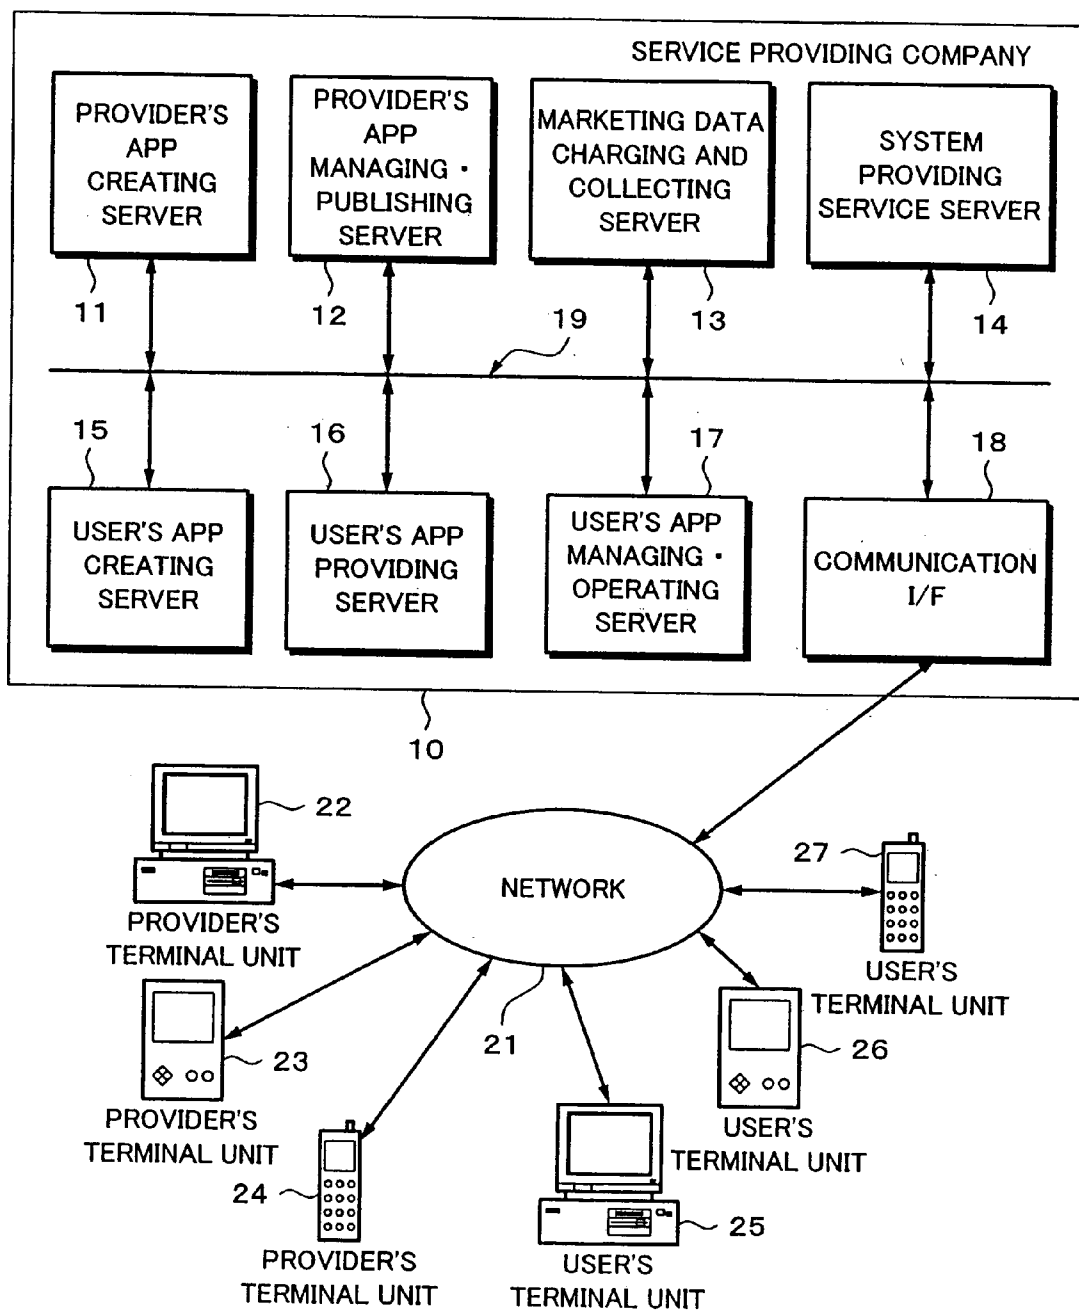 SERVICE PROVIDING COMPANY
PROVIDER'S
APP
CREATING
SERVER
PROVIDER'S
APP
MANAGING・
PUBLISHING
SERVER
MARKETING DATA
CHARGING AND
COLLECTING
SERVER
SYSTEM
PROVIDING
SERVICE SERVER
11
12
13
14
19
15
16
17
18
USER'S APP
CREATING
SERVER
USER'S APP
PROVIDING
SERVER
USER'S APP
MANAGING・
OPERATING
SERVER
COMMUNICATION
I/F
10
22
PROVIDER'S
TERMINAL UNIT
NETWORK
21
27
USER'S
TERMINAL UNIT
23
PROVIDER'S
TERMINAL UNIT
26
USER'S
TERMINAL UNIT
24
PROVIDER'S
TERMINAL UNIT
25
USER'S
TERMINAL UNIT